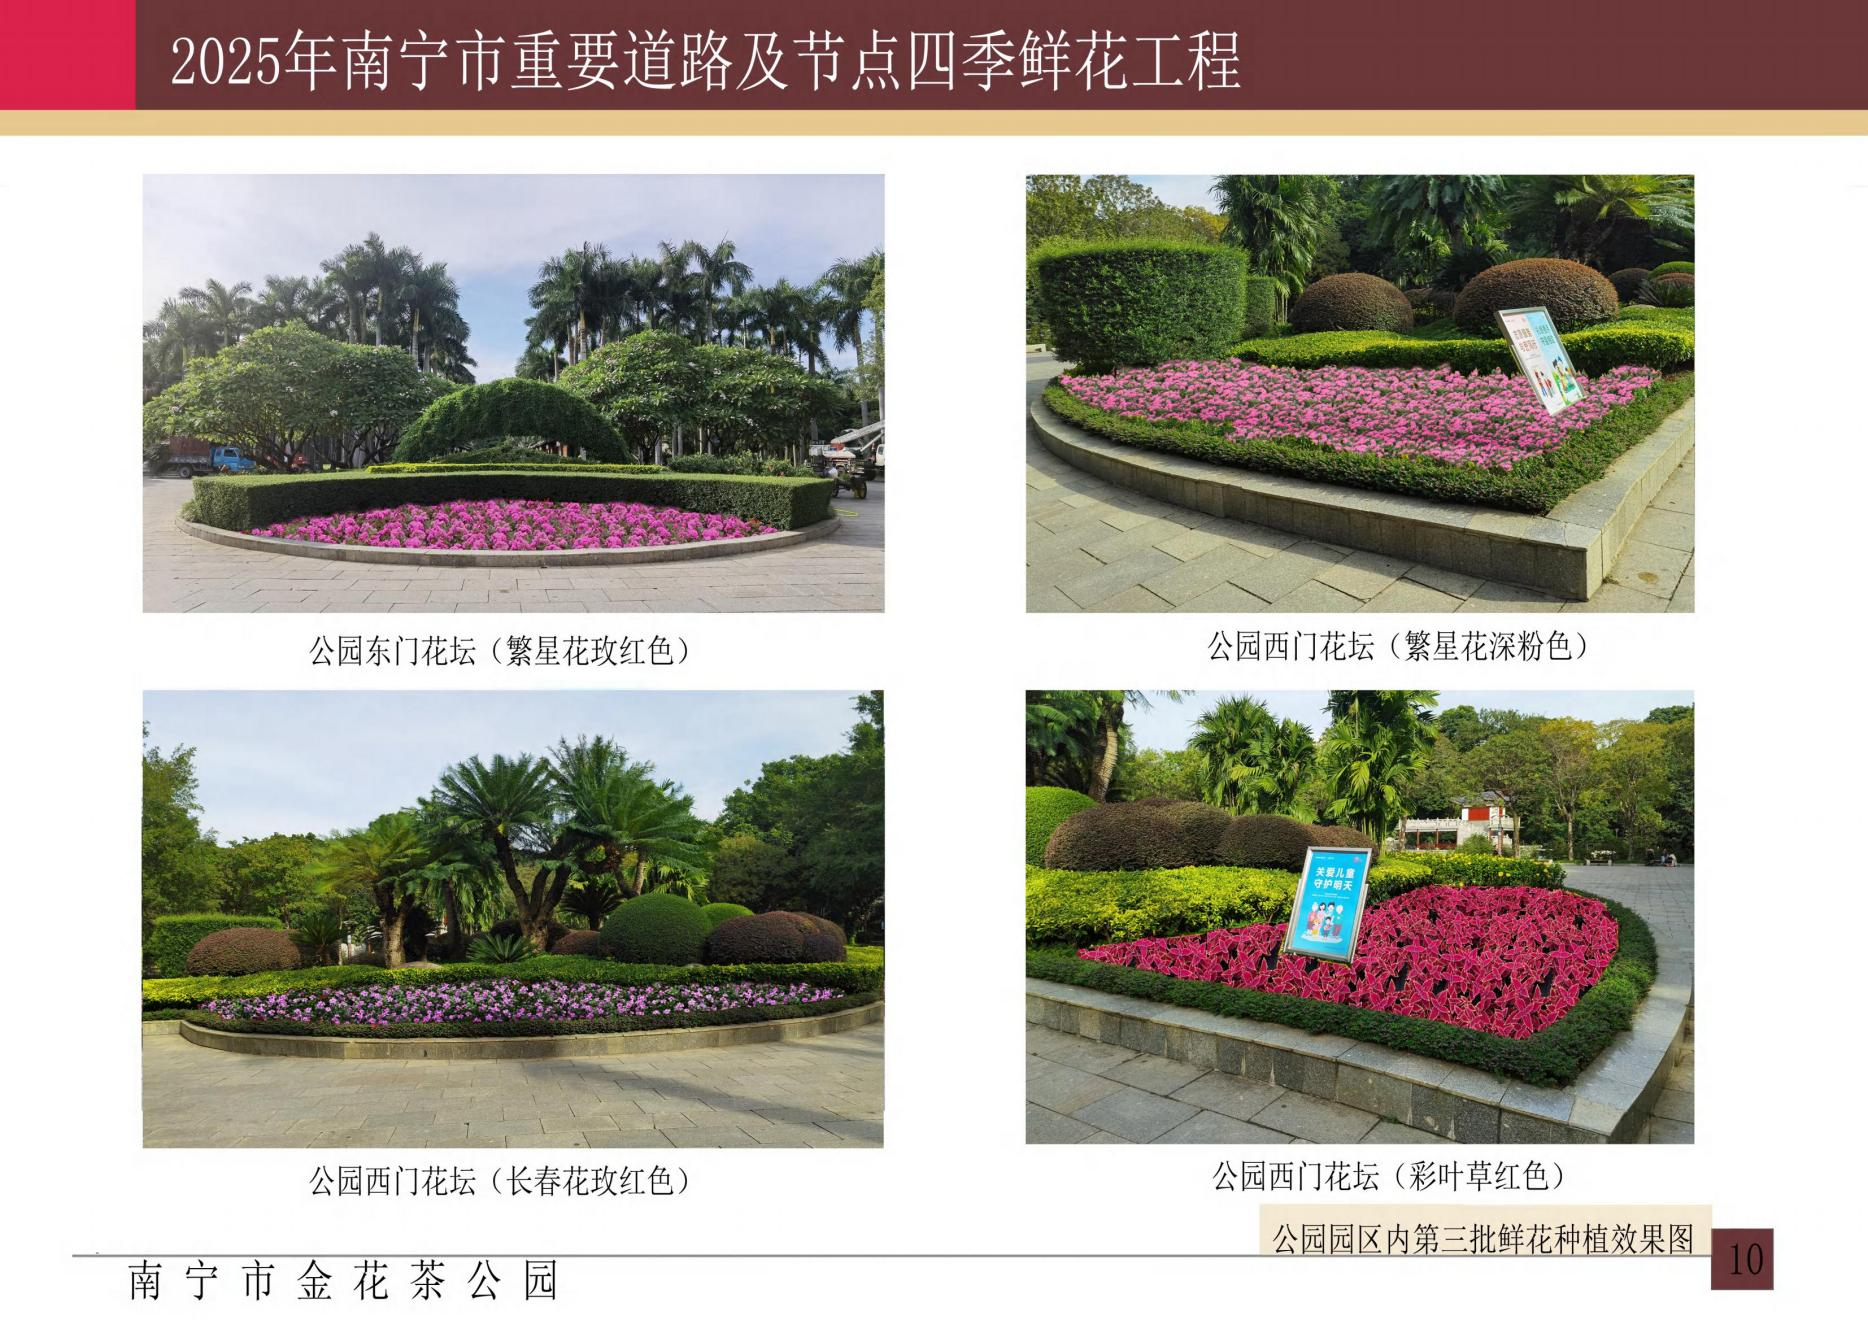 2025年南宁市重要道路及节点四季鲜花工程
公园东门花坛（繁星花玫红色）
公园西门花坛（繁星花深粉色）
关爱儿童
守护明天
公园西门花坛（长春花玫红色）
公园西门花坛（彩叶草红色）
公园园区内第三批鲜花种植效果图
10
南宁市金花茶公园